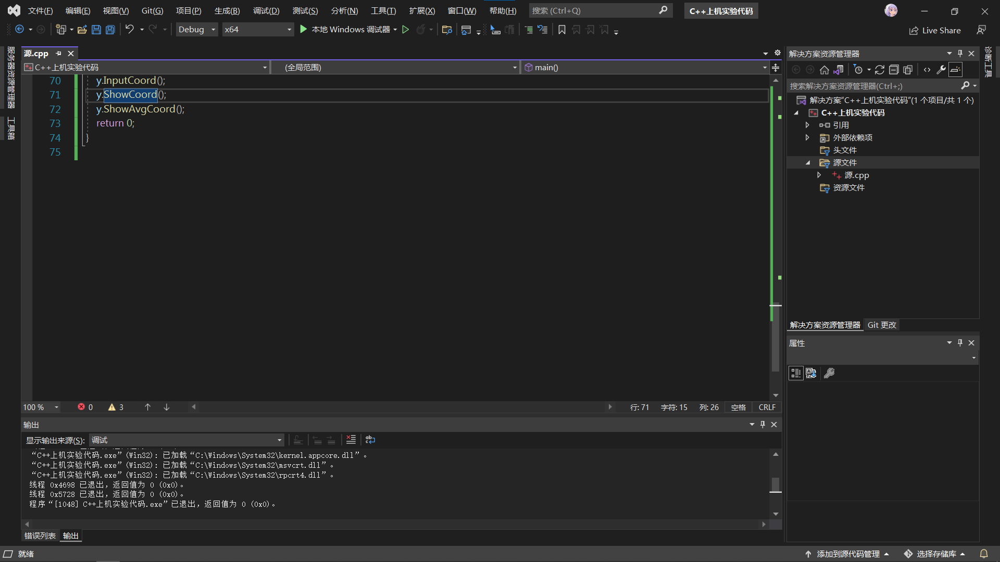 文件(F) 编辑(E) 视图(V) Git(G) 项目(P) 生成(B) 调试(D) 测试(S) 分析(N) 工具(T) 扩展(X) 窗口(W) 帮助(H) 搜索 (Ctrl+Q) C++上机实验代码
Debug x64 本地 Windows 调试器 Live Share
服务器资源管理器
工具箱
源.cpp
C++上机实验代码 (全局范围) main()
70 y.InputCoord();
71 y.ShowCoord();
72 y.ShowAvgCoord();
73 return 0;
74 }
75
100 % 0 3 行: 71 字符: 15 列: 26 空格 CRLF
输出
显示输出来源(S): 调试
“C++上机实验代码.exe”(Win32): 已加载“C:\Windows\System32\kernel.appcore.dll”。
“C++上机实验代码.exe”(Win32): 已加载“C:\Windows\System32\msvcrt.dll”。
“C++上机实验代码.exe”(Win32): 已加载“C:\Windows\System32\rpcrt4.dll”。
线程 0x4698 已退出，返回值为 0 (0x0)。
线程 0x5728 已退出，返回值为 0 (0x0)。
程序“[1048] C++上机实验代码.exe”已退出，返回值为 0 (0x0)。
错误列表 输出
解决方案资源管理器
搜索解决方案资源管理器(Ctrl+;)
解决方案“C++上机实验代码”(1 个项目/共 1 个)
C++上机实验代码
引用
外部依赖项
头文件
源文件
源.cpp
资源文件
解决方案资源管理器 Git 更改
属性
诊断工具
就绪 添加到源代码管理 选择存储库